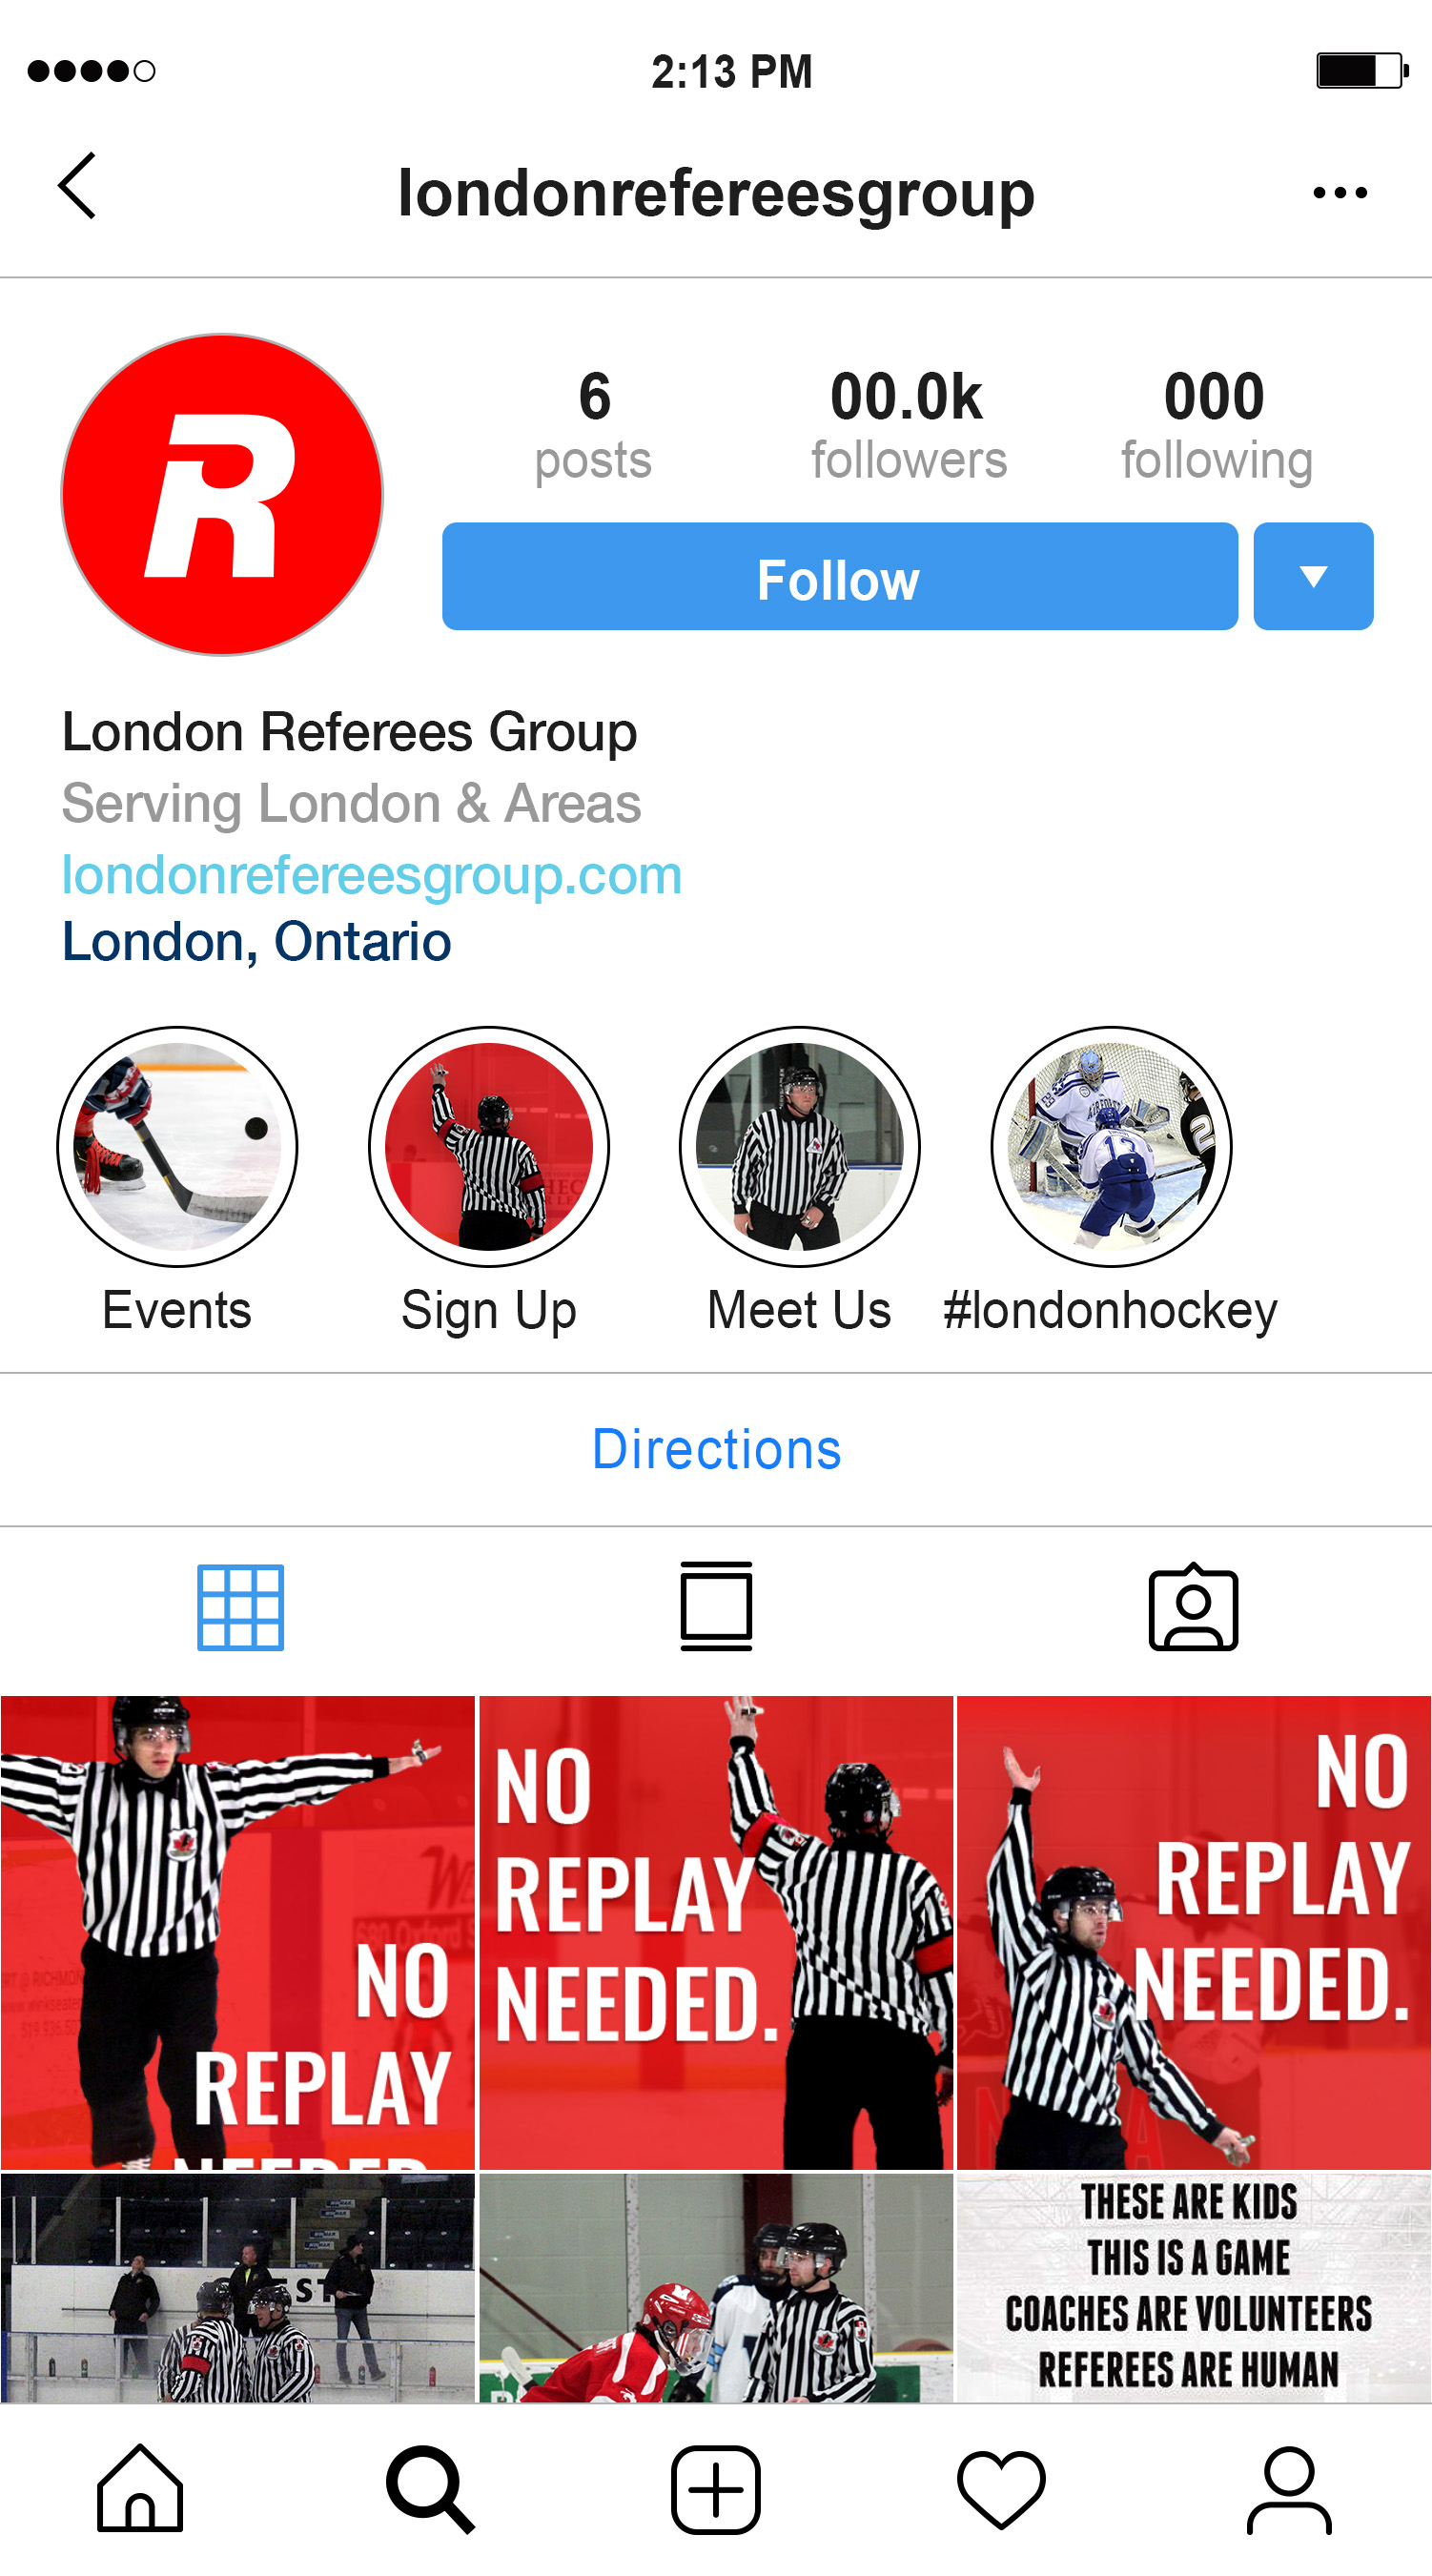 2:13 PM
londonrefereesgroup
R
6
posts
00.0k
followers
000
following
Follow
London Referees Group
Serving London & Areas
londonrefereesgroup.com
London, Ontario
Events
Sign Up
Meet Us
#londonhockey
Directions
NO
REPLAY
NEEDED.
NO
REPLAY
NEEDED.
NO
REPLAY
NEEDED.
THESE ARE KIDS
THIS IS A GAME
COACHES ARE VOLUNTEERS
REFEREES ARE HUMAN